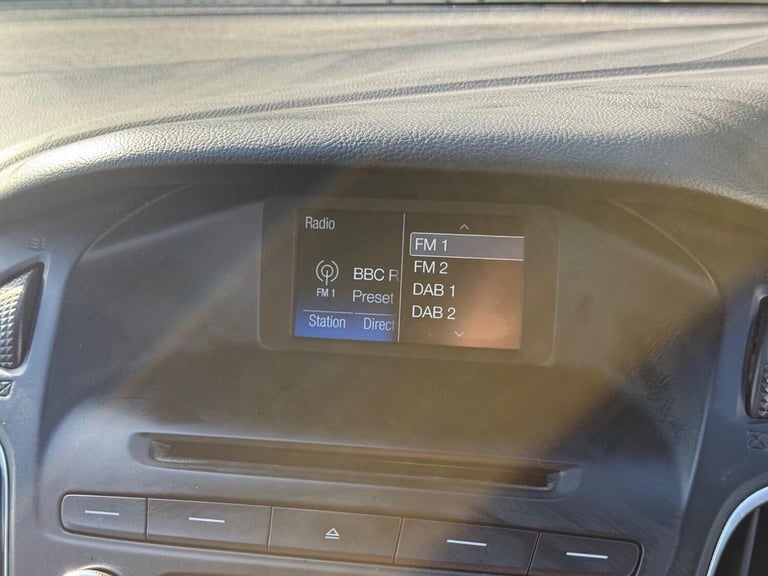 Radio
BBC R
FM 1
Preset
Station Direct
FM 1
FM 2
DAB 1
DAB 2